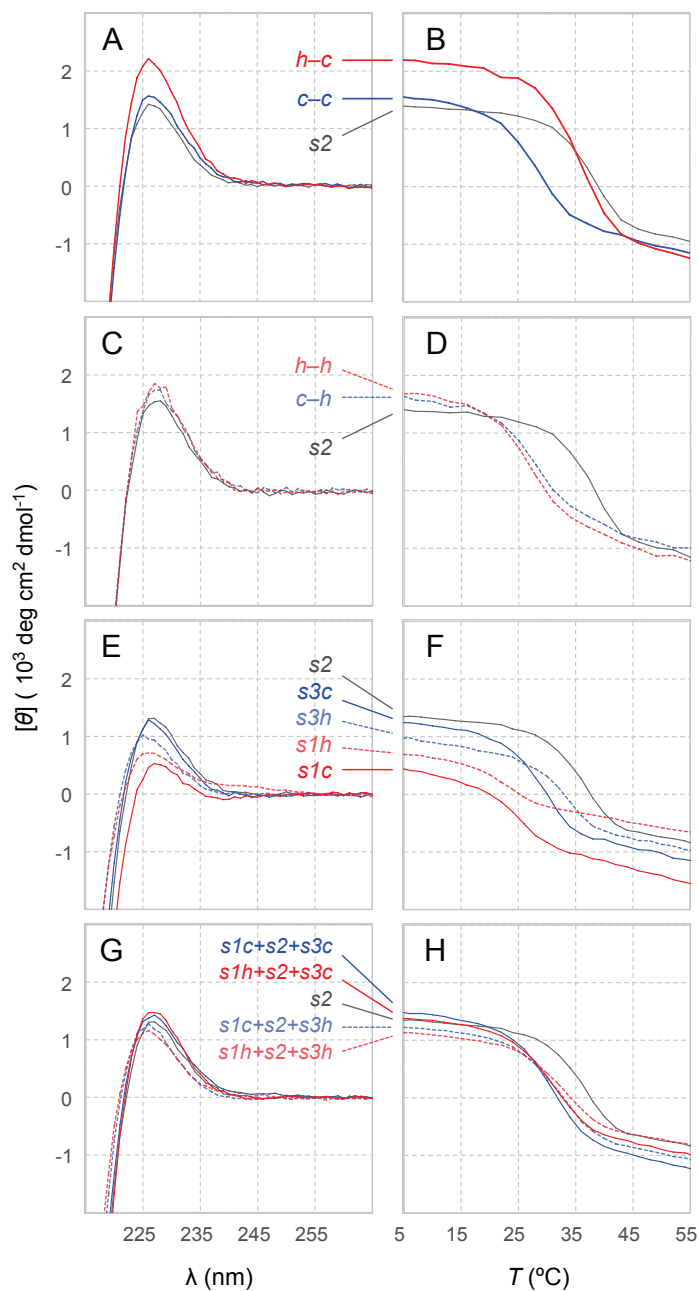 A
B
h–c
c–c
s2
2
1
0
-1
C
D
h–h
c–h
s2
2
1
0
-1
[θ] ( 10³ deg cm² dmol⁻¹)
E
F
s2
s3c
s3h
s1h
s1c
2
1
0
-1
G
H
s1c+s2+s3c
s1h+s2+s3c
s2
s1c+s2+s3h
s1h+s2+s3h
2
1
0
-1
225 235 245 255
5 15 25 35 45 55
λ (nm)
T (ºC)